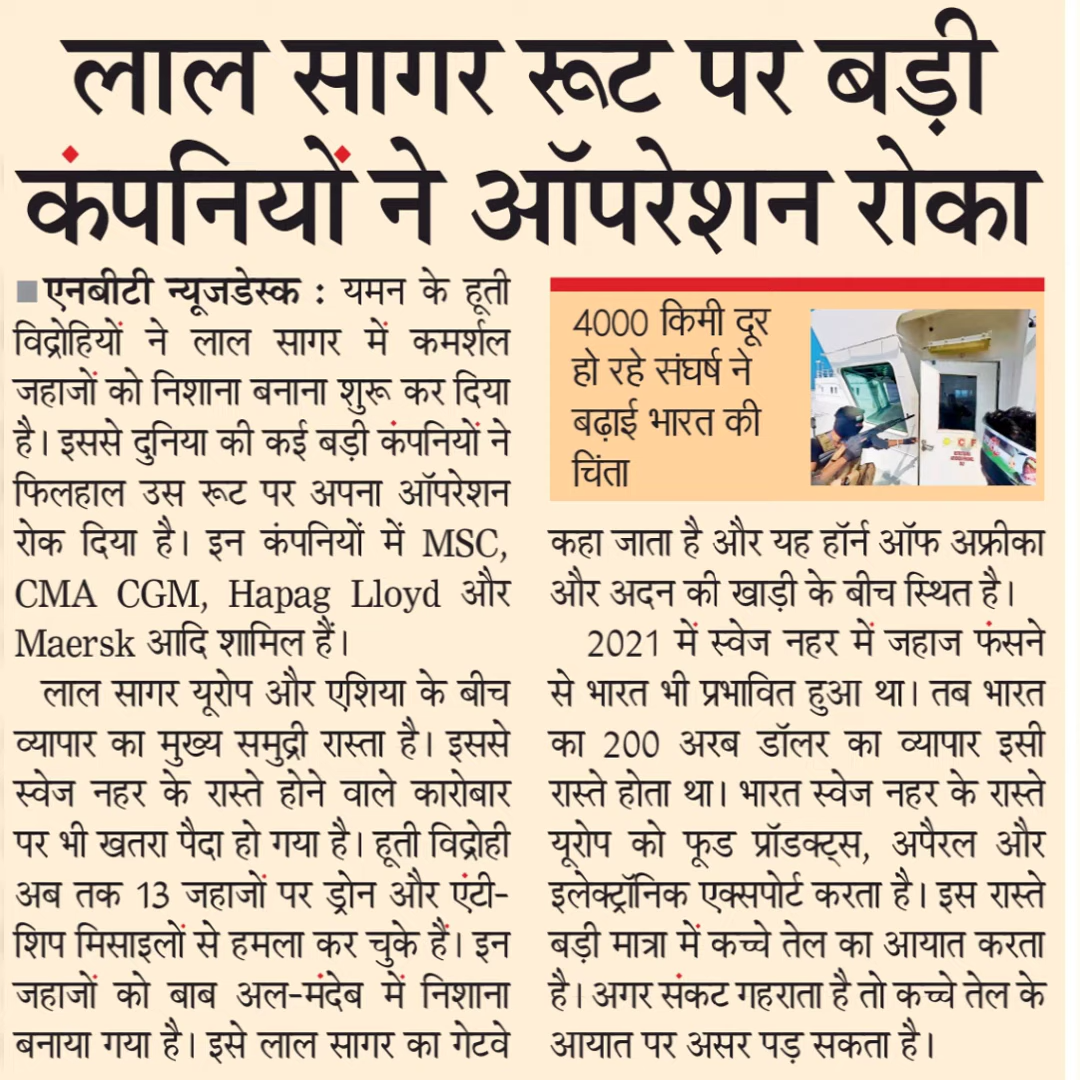 लाल सागर रूट पर बड़ी
कंपनियों ने ऑपरेशन रोका
एनबीटी न्यूजडेस्क : यमन के हूती
विद्रोहियों ने लाल सागर में कमर्शल
जहाजों को निशाना बनाना शुरू कर दिया
है। इससे दुनिया की कई बड़ी कंपनियों ने
फिलहाल उस रूट पर अपना ऑपरेशन
रोक दिया है। इन कंपनियों में MSC,
CMA CGM, Hapag Lloyd और
Maersk आदि शामिल हैं।
लाल सागर यूरोप और एशिया के बीच
व्यापार का मुख्य समुद्री रास्ता है। इससे
स्वेज नहर के रास्ते होने वाले कारोबार
पर भी खतरा पैदा हो गया है। हूती विद्रोही
अब तक 13 जहाजों पर ड्रोन और एंटी-
शिप मिसाइलों से हमला कर चुके हैं। इन
जहाजों को बाब अल-मंदेब में निशाना
बनाया गया है। इसे लाल सागर का गेटवे
4000 किमी दूर
हो रहे संघर्ष ने
बढ़ाई भारत की
चिंता
कहा जाता है और यह हॉर्न ऑफ अफ्रीका
और अदन की खाड़ी के बीच स्थित है।
2021 में स्वेज नहर में जहाज फंसने
से भारत भी प्रभावित हुआ था। तब भारत
का 200 अरब डॉलर का व्यापार इसी
रास्ते होता था। भारत स्वेज नहर के रास्ते
यूरोप को फूड प्रॉडक्ट्स, अपैरल और
इलेक्ट्रॉनिक एक्सपोर्ट करता है। इस रास्ते
बड़ी मात्रा में कच्चे तेल का आयात करता
है। अगर संकट गहराता है तो कच्चे तेल के
आयात पर असर पड़ सकता है।